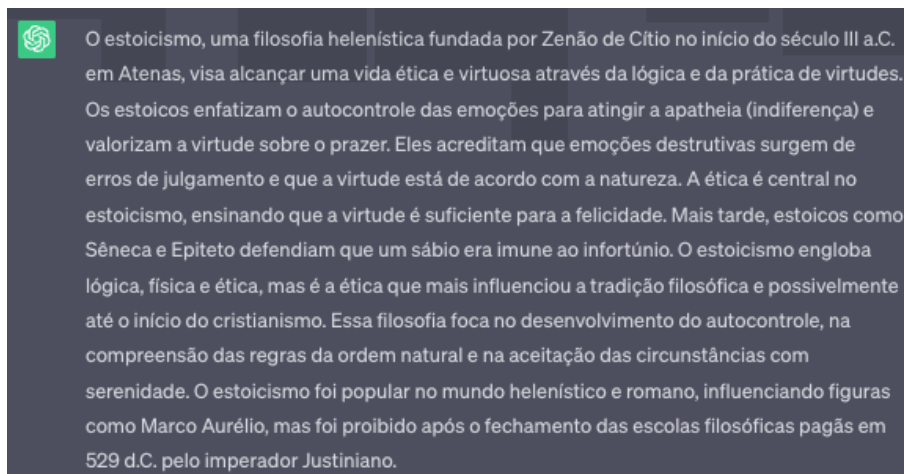 O estoicismo, uma filosofia helenística fundada por Zenão de Cítio no início do século III a.C.
em Atenas, visa alcançar uma vida ética e virtuosa através da lógica e da prática de virtudes.
Os estoicos enfatizam o autocontrole das emoções para atingir a apatheia (indiferença) e
valorizam a virtude sobre o prazer. Eles acreditam que emoções destrutivas surgem de
erros de julgamento e que a virtude está de acordo com a natureza. A ética é central no
estoicismo, ensinando que a virtude é suficiente para a felicidade. Mais tarde, estoicos como
Sêneca e Epiteto defendiam que um sábio era imune ao infortúnio. O estoicismo engloba
lógica, física e ética, mas é a ética que mais influenciou a tradição filosófica e possivelmente
até o início do cristianismo. Essa filosofia foca no desenvolvimento do autocontrole, na
compreensão das regras da ordem natural e na aceitação das circunstâncias com
serenidade. O estoicismo foi popular no mundo helenístico e romano, influenciando figuras
como Marco Aurélio, mas foi proibido após o fechamento das escolas filosóficas pagãs em
529 d.C. pelo imperador Justiniano.